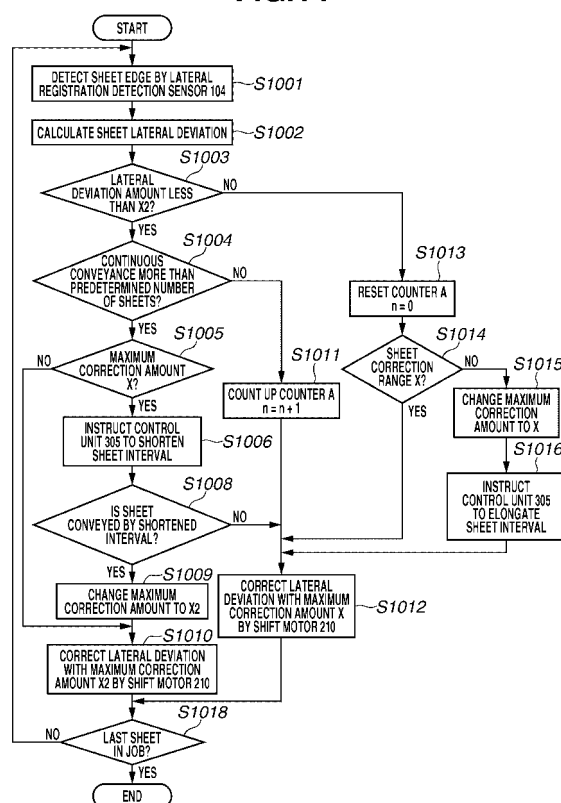 START
DETECT SHEET EDGE BY LATERAL
REGISTRATION DETECTION SENSOR 104
S1001
CALCULATE SHEET LATERAL DEVIATION
S1002
S1003
LATERAL
DEVIATION AMOUNT LESS
THAN X2?
NO
YES
S1004
CONTINUOUS
CONVEYANCE MORE THAN
PREDETERMINED NUMBER
OF SHEETS?
NO
YES
S1013
RESET COUNTER A
n = 0
S1005
NO
MAXIMUM
CORRECTION AMOUNT
X?
YES
S1011
COUNT UP COUNTER A
n = n + 1
S1014
SHEET
CORRECTION
RANGE X?
NO
YES
S1015
CHANGE MAXIMUM
CORRECTION
AMOUNT TO X
INSTRUCT CONTROL
UNIT 305 TO SHORTEN
SHEET INTERVAL
S1006
S1016
INSTRUCT
CONTROL UNIT 305
TO ELONGATE
SHEET INTERVAL
S1008
IS SHEET
CONVEYED BY SHORTENED
INTERVAL?
NO
YES
S1009
CHANGE MAXIMUM
CORRECTION AMOUNT TO X2
CORRECT LATERAL
DEVIATION WITH MAXIMUM
CORRECTION AMOUNT X
BY SHIFT MOTOR 210
S1012
S1010
CORRECT LATERAL DEVIATION
WITH MAXIMUM CORRECTION
AMOUNT X2 BY SHIFT MOTOR 210
S1018
NO
LAST SHEET
IN JOB?
YES
END